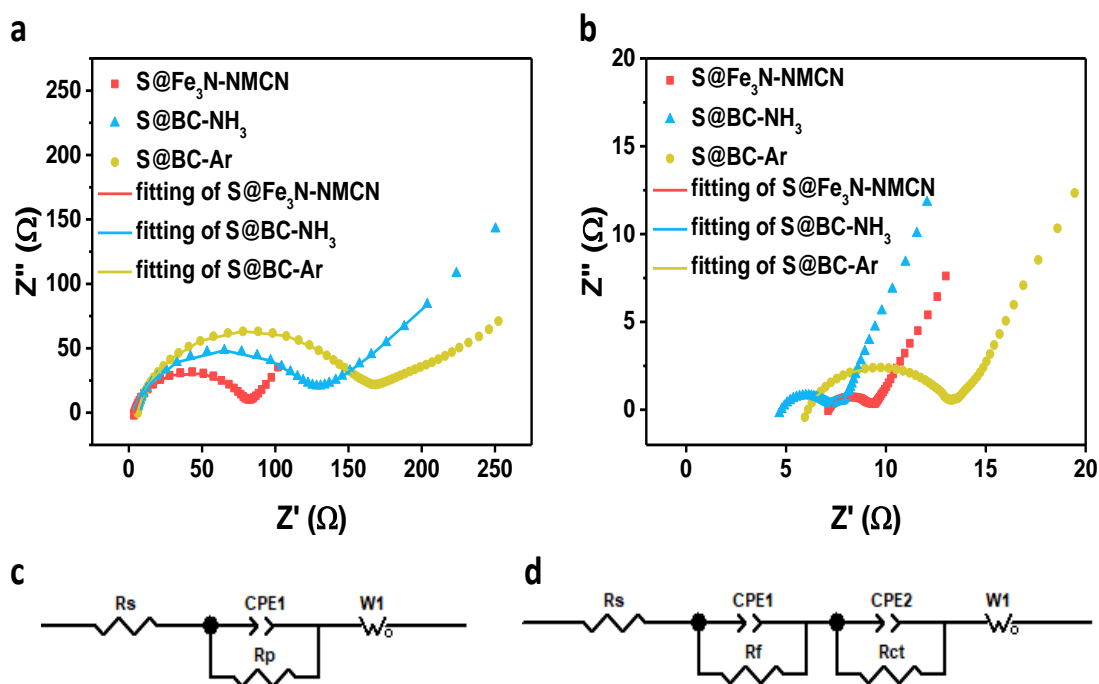 a
250
200
150
100
50
0
Z'' (Ω)
0 50 100 150 200 250
Z' (Ω)
S@Fe₃N-NMCN
S@BC-NH₃
S@BC-Ar
fitting of S@Fe₃N-NMCN
fitting of S@BC-NH₃
fitting of S@BC-Ar
b
20
15
10
5
0
Z'' (Ω)
0 5 10 15 20
Z' (Ω)
S@Fe₃N-NMCN
S@BC-NH₃
S@BC-Ar
fitting of S@Fe₃N-NMCN
fitting of S@BC-NH₃
fitting of S@BC-Ar
c
Rs CPE1 W1
Rp
d
Rs CPE1 CPE2 W1
Rf Rct